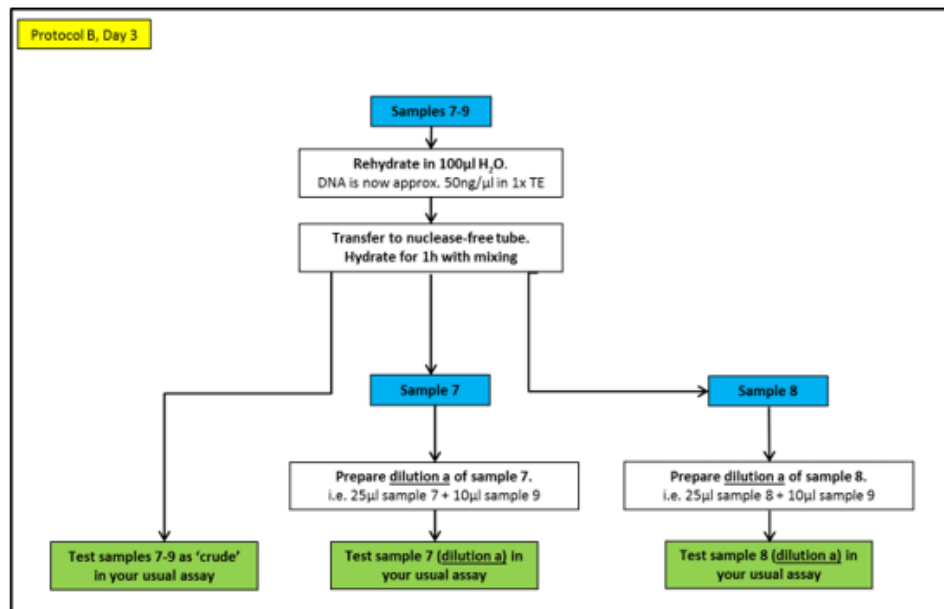 Protocol B, Day 3
Samples 7-9
Rehydrate in 100µl H₂O.
DNA is now approx. 50ng/µl in 1x TE
Transfer to nuclease-free tube.
Hydrate for 1h with mixing
Sample 7
Sample 8
Prepare dilution a of sample 7.
i.e. 25µl sample 7 + 10µl sample 9
Prepare dilution a of sample 8.
i.e. 25µl sample 8 + 10µl sample 9
Test samples 7-9 as ‘crude’
in your usual assay
Test sample 7 (dilution a) in
your usual assay
Test sample 8 (dilution a) in
your usual assay